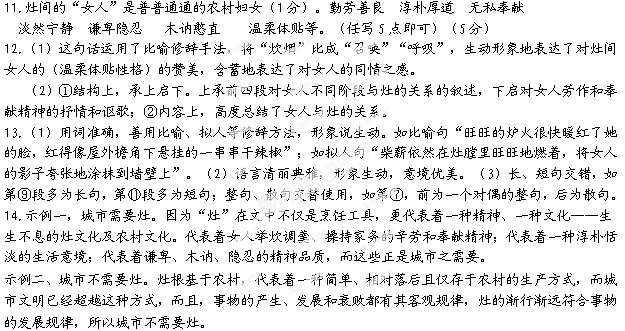 11.灶间的“女人”是普普通通的农村妇女（1分）。勤劳善良  淳朴厚道  无私奉献
淡然宁静  谦卑隐忍  木讷憨直  温柔体贴等。（任写5点即可）（5分）
12.（1）这句话运用了比喻修辞手法，将“炊烟”比成“召唤”“呼吸”，生动形象地表达了对灶间
女人的（温柔体贴性格）的赞美，含蓄地表达了对女人的同情之感。
（2）①结构上，承上启下。上承前四段对女人不同阶段与灶的关系的叙述，下启对女人劳作和奉
献精神的抒情和讴歌；②内容上，高度总结了女人与灶的关系。
13.（1）用词准确，善用比喻、拟人等修辞方法，形象说生动。如比喻句“旺旺的炉火很快暖红了她
的脸，红得像屋外檐角下悬挂的一串串干辣椒”；如拟人句“柴薪依然在灶膛里旺旺地燃着，将女人
的影子夸张地涂抹到墙壁上”。（2）语言清丽典雅，形象生动，意境优美。（3）长、短句交错，如
第⑨段多为长句，第⑪段多为短句；整句、散句交替使用，如第⑦，前为一个对偶的整句，后为散句。
14.示例一，城市需要灶。因为“灶”在文中不仅是烹饪工具，更代表着一种精神、一种文化——生
生不息的灶文化及农村文化。代表着女人举炊调羹、操持家务的辛劳和奉献精神；代表着一种淳朴恬
淡的生活意境；代表着谦卑、木讷、隐忍的精神品质，而这些正是城市之需要。
示例二、城市不需要灶。灶根基于农村，代表着一种简单、相对落后且仅存于农村的生产方式，而城
市文明已经超越这种方式，而且，事物的产生、发展和衰败都有其客观规律，灶的渐行渐远符合事物
的发展规律，所以城市不需要灶。